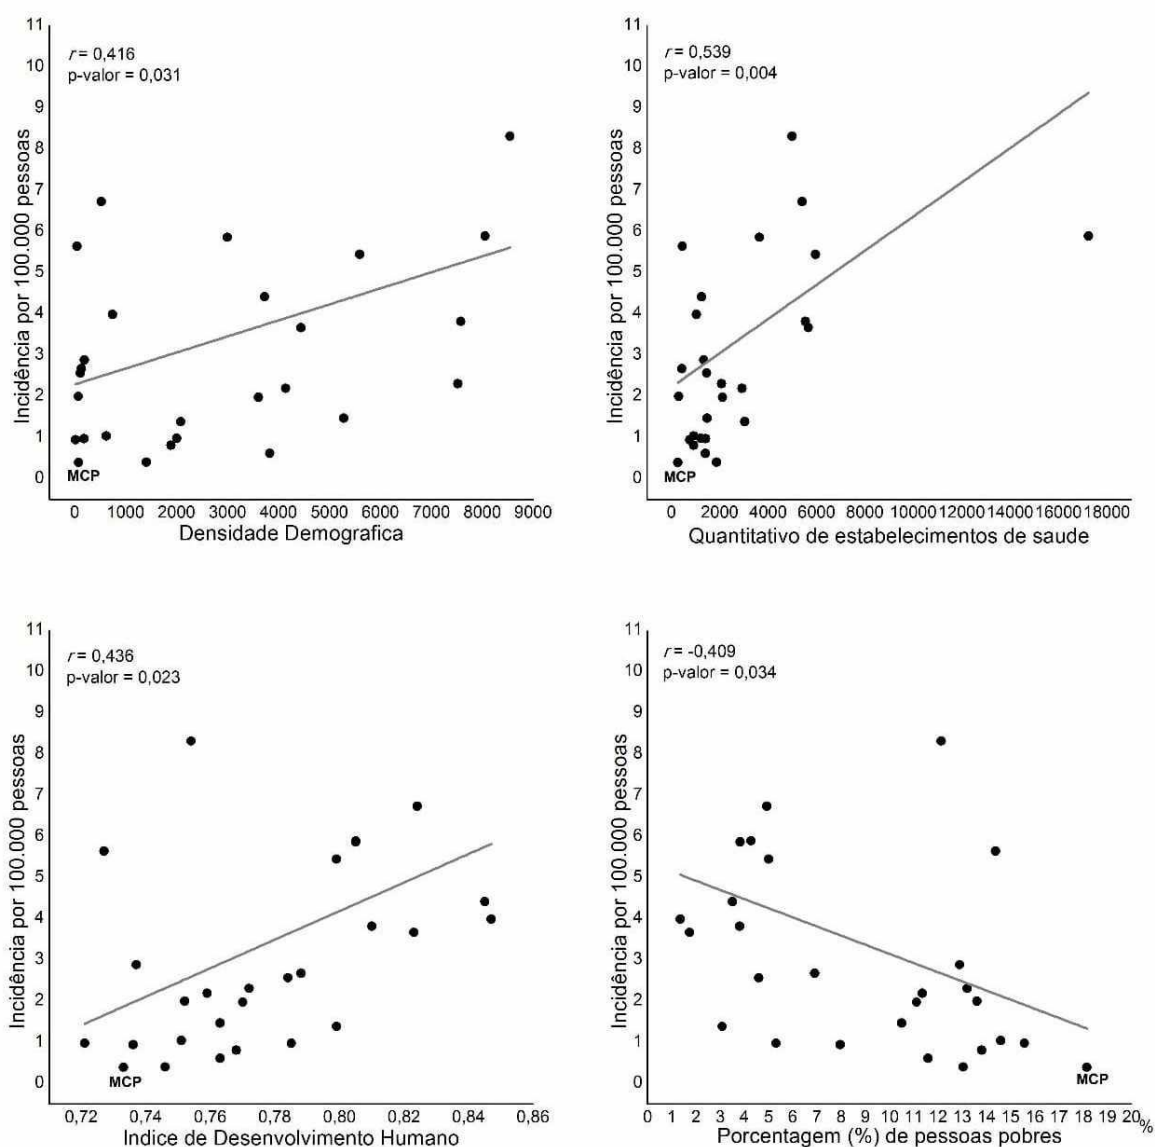 11
10
9
8
7
6
5
4
3
2
1
0
Incidência por 100.000 pessoas
r = 0,416
p-valor = 0,031
MCP
0 1000 2000 3000 4000 5000 6000 7000 8000 9000
Densidade Demografica
11
10
9
8
7
6
5
4
3
2
1
0
Incidência por 100.000 pessoas
r = 0,539
p-valor = 0,004
MCP
0 2000 4000 6000 8000 10000 12000 14000 16000 18000
Quantitativo de estabelecimentos de saude
11
10
9
8
7
6
5
4
3
2
1
0
Incidência por 100.000 pessoas
r = 0,436
p-valor = 0,023
MCP
0,72 0,74 0,76 0,78 0,80 0,82 0,84 0,86
Indice de Desenvolvimento Humano
11
10
9
8
7
6
5
4
3
2
1
0
Incidência por 100.000 pessoas
r = -0,409
p-valor = 0,034
MCP
0 1 2 3 4 5 6 7 8 9 10 11 12 13 14 15 16 17 18 19 20 %
Porcentagem (%) de pessoas pobres